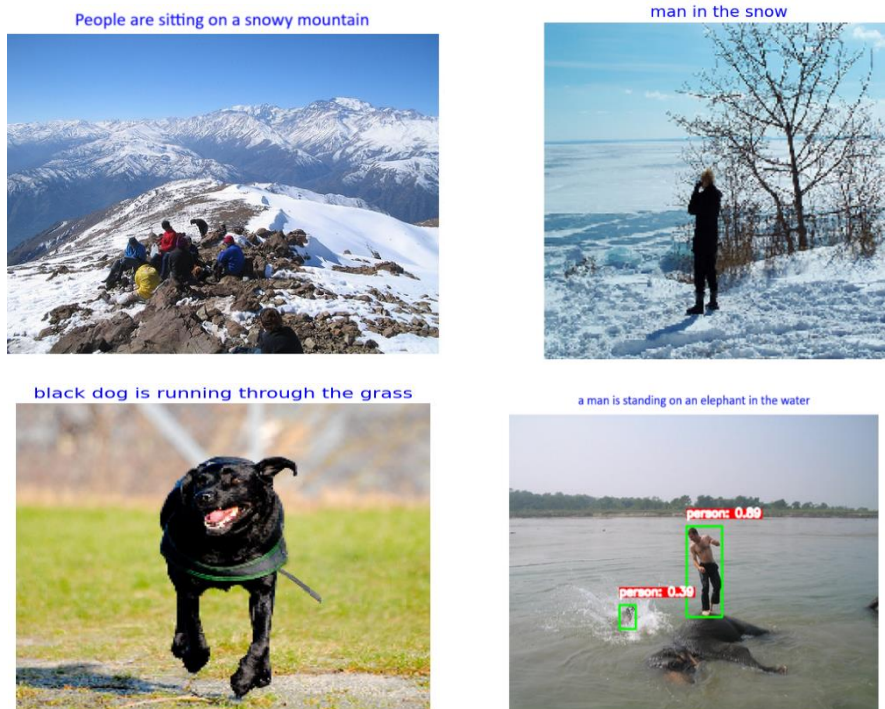 People are sitting on a snowy mountain
man in the snow
black dog is running through the grass
a man is standing on an elephant in the water
person: 0.89
person: 0.39